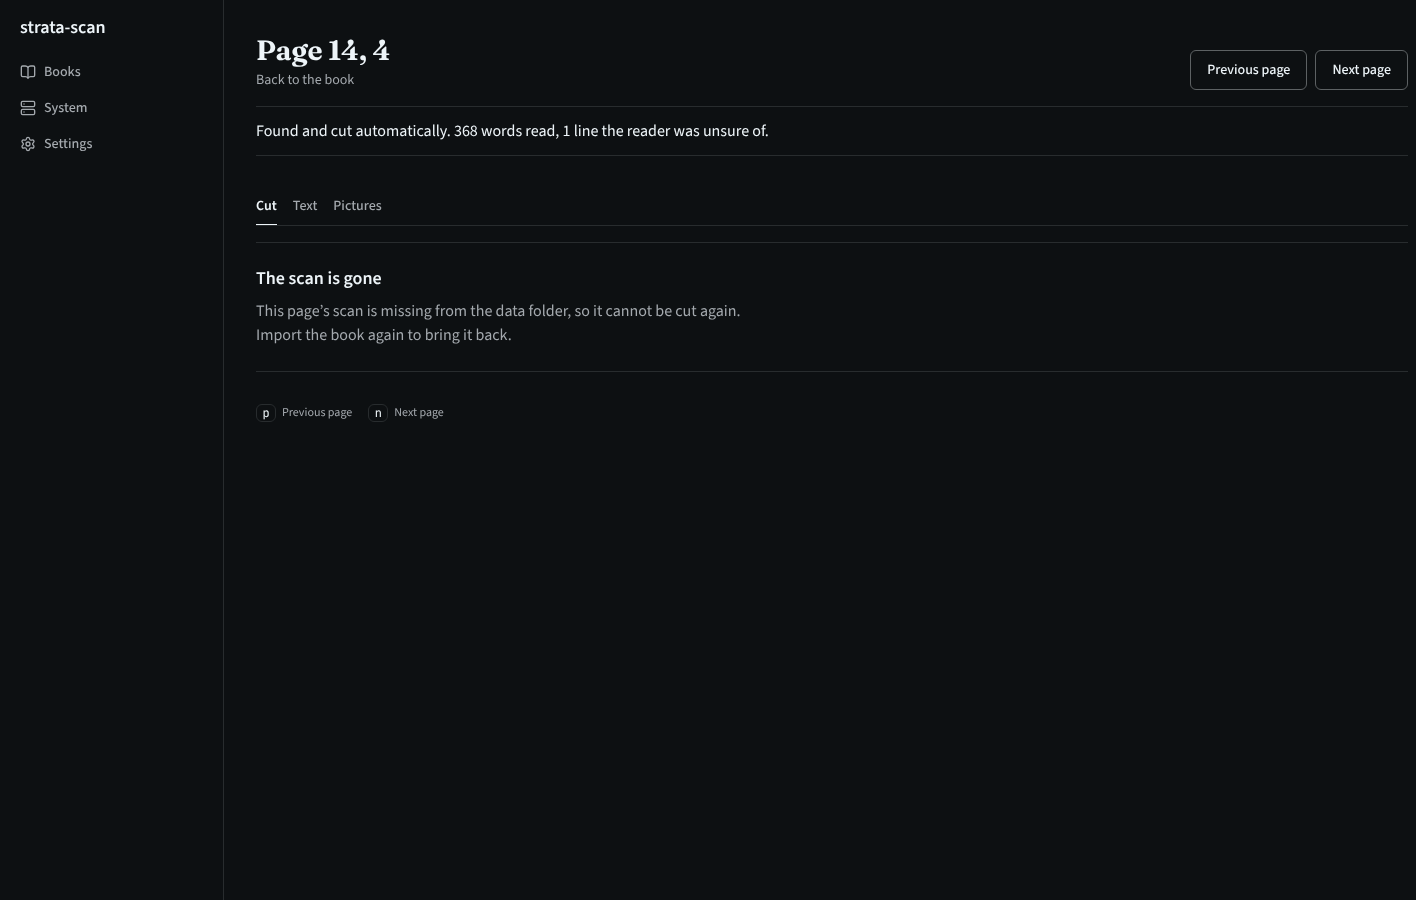 strata-scan
Books
System
Settings
Page 14, 4
Back to the book
Previous page
Next page
Found and cut automatically. 368 words read, 1 line the reader was unsure of.
Cut
Text
Pictures
The scan is gone
This page’s scan is missing from the data folder, so it cannot be cut again.
Import the book again to bring it back.
p Previous page
n Next page